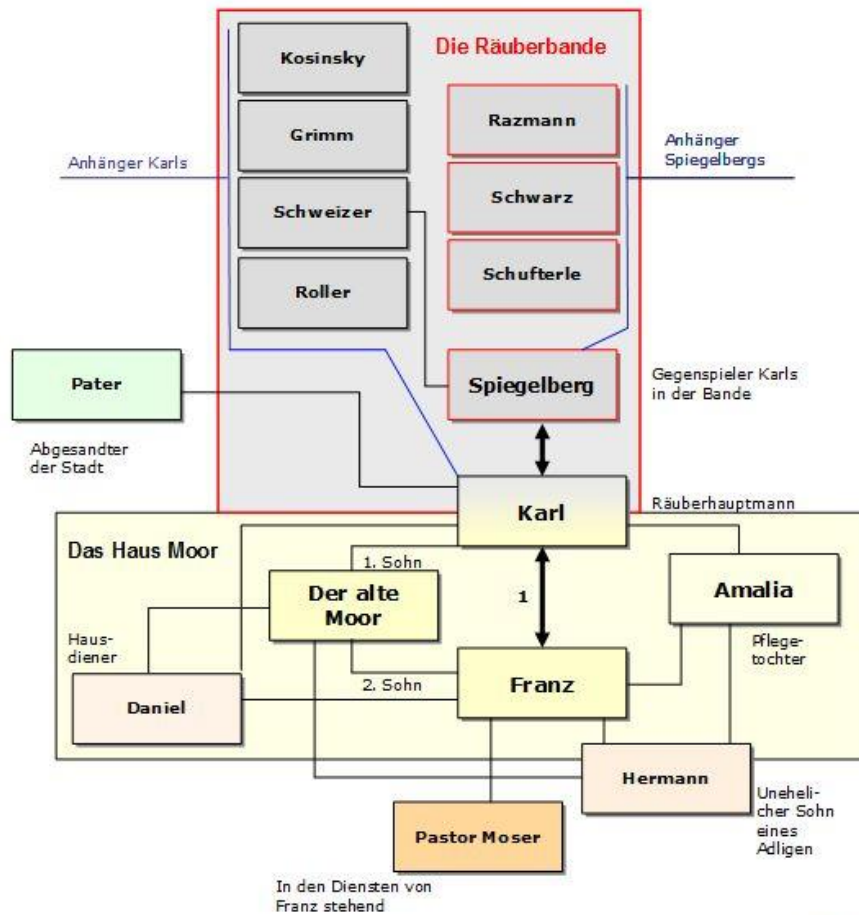 Die Räuberbande
Kosinsky
Razmann
Grimm
Anhänger Karls
Anhänger
Spiegelbergs
Schweizer
Schwarz
Roller
Schufterle
Pater
Spiegelberg
Gegenspieler Karls
in der Bande
Abgesandter
der Stadt
Karl
Räuberhauptmann
Das Haus Moor
1. Sohn
Der alte
Moor
1
Amalia
Haus-
diener
Pflege-
tochter
Daniel
2. Sohn
Franz
Hermann
Uneheli-
cher Sohn
eines
Adligen
Pastor Moser
In den Diensten von
Franz stehend